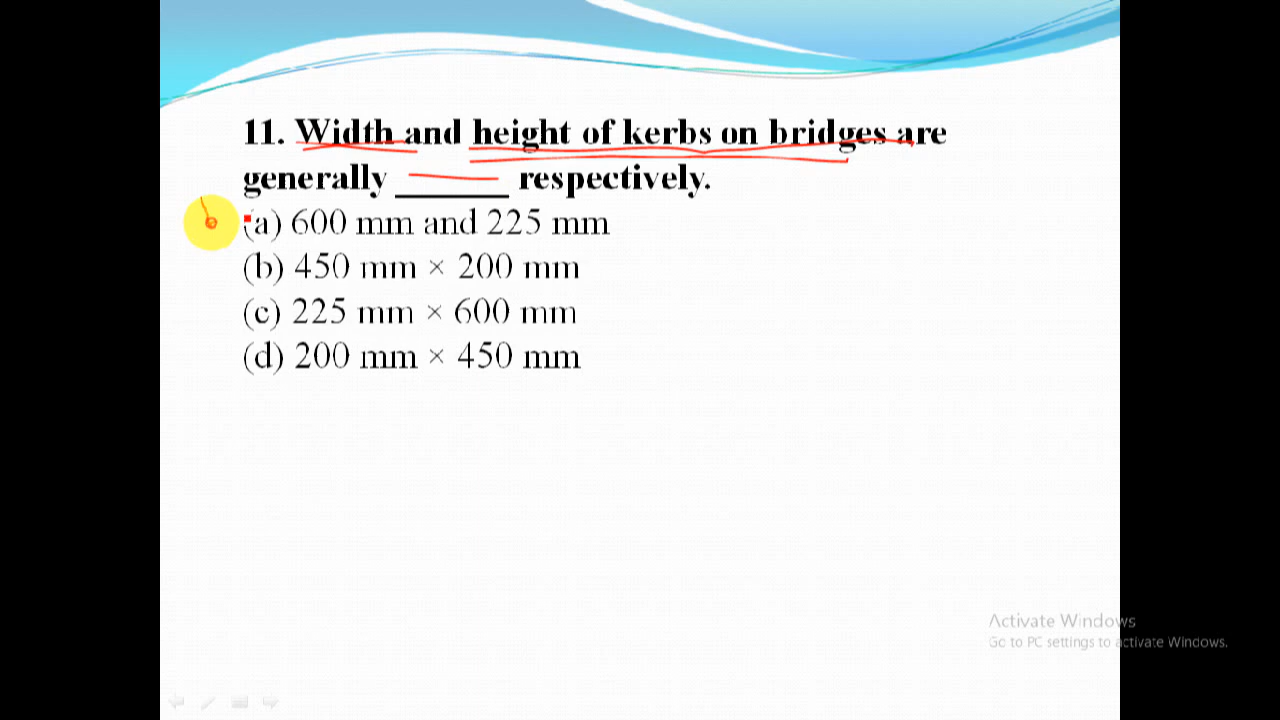 11. Width and height of kerbs on bridges are
generally ______ respectively.
(a) 600 mm and 225 mm
(b) 450 mm × 200 mm
(c) 225 mm × 600 mm
(d) 200 mm × 450 mm
Activate Windows
Go to PC settings to activate Windows.